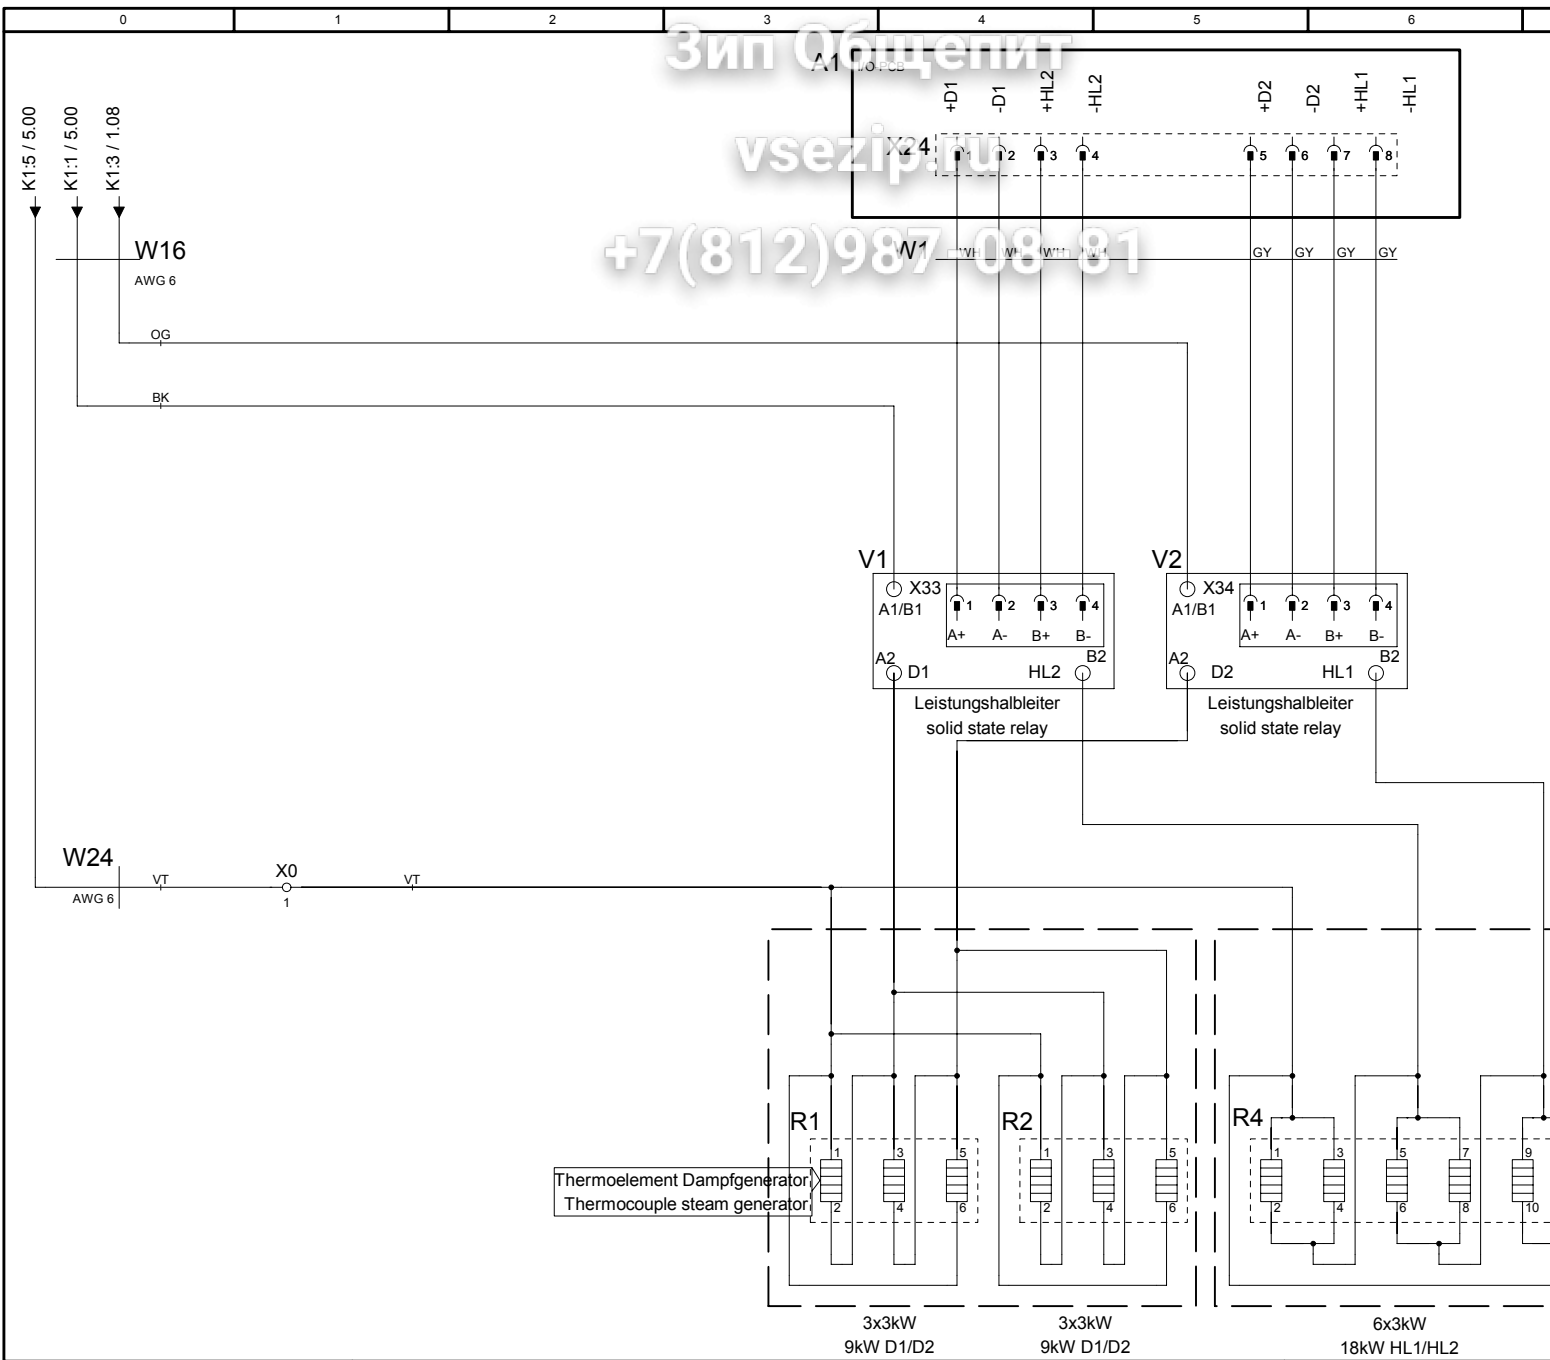 0 1 2 3 4 5 6
Зип Общепит
A1 I/O-PCB
+D1 -D1 +HL2 -HL2 +D2 -D2 +HL1 -HL1
K1:5 / 5.00 K1:1 / 5.00 K1:3 / 1.08
vsezip.ru
X24 1 2 3 4 5 6 7 8
+7(812)987-08-81
W16
AWG 6
W1 WH WH WH WH GY GY GY GY
OG
BK
V1 V2
X33 1 2 3 4 X34 1 2 3 4
A1/B1 A+ A- B+ B- A1/B1 A+ A- B+ B-
A2 B2 A2 B2
D1 HL2 D2 HL1
Leistungshalbleiter Leistungshalbleiter
solid state relay solid state relay
W24 VT X0 VT
AWG 6 1
R1 R2 R4
1 3 5 1 3 5 1 3 5 7 9
Thermoelement Dampfgenerator
Thermocouple steam generator
2 4 6 2 4 6 2 4 6 8 10
3x3kW 3x3kW 6x3kW
9kW D1/D2 9kW D1/D2 18kW HL1/HL2